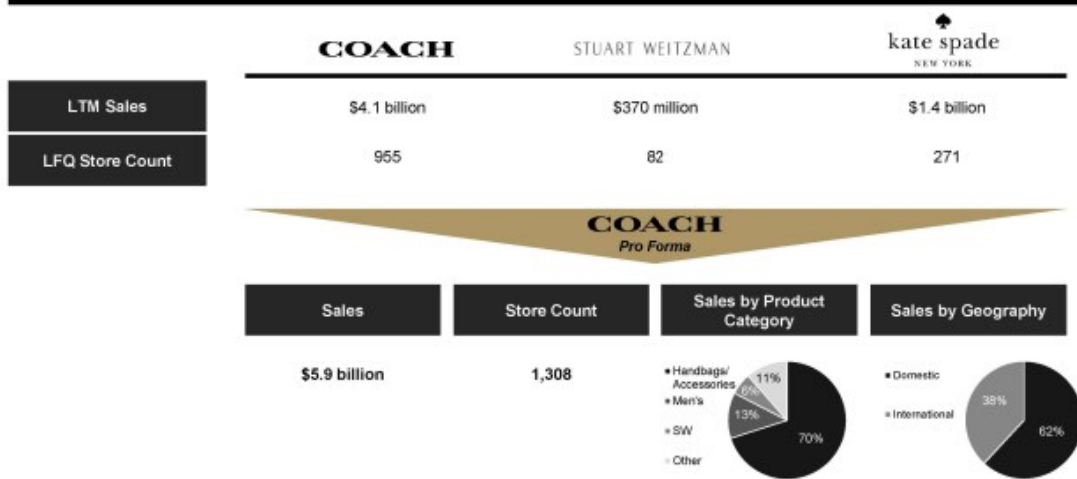 COACH
STUART WEITZMAN
kate spade
NEW YORK
LTM Sales
$4.1 billion
$370 million
$1.4 billion
LFQ Store Count
955
82
271
COACH
Pro Forma
Sales
Store Count
Sales by Product
Category
Sales by Geography
$5.9 billion
1,308
Handbags/
Accessories
Men's
SW
Other
11%
6%
13%
70%
Domestic
International
38%
62%